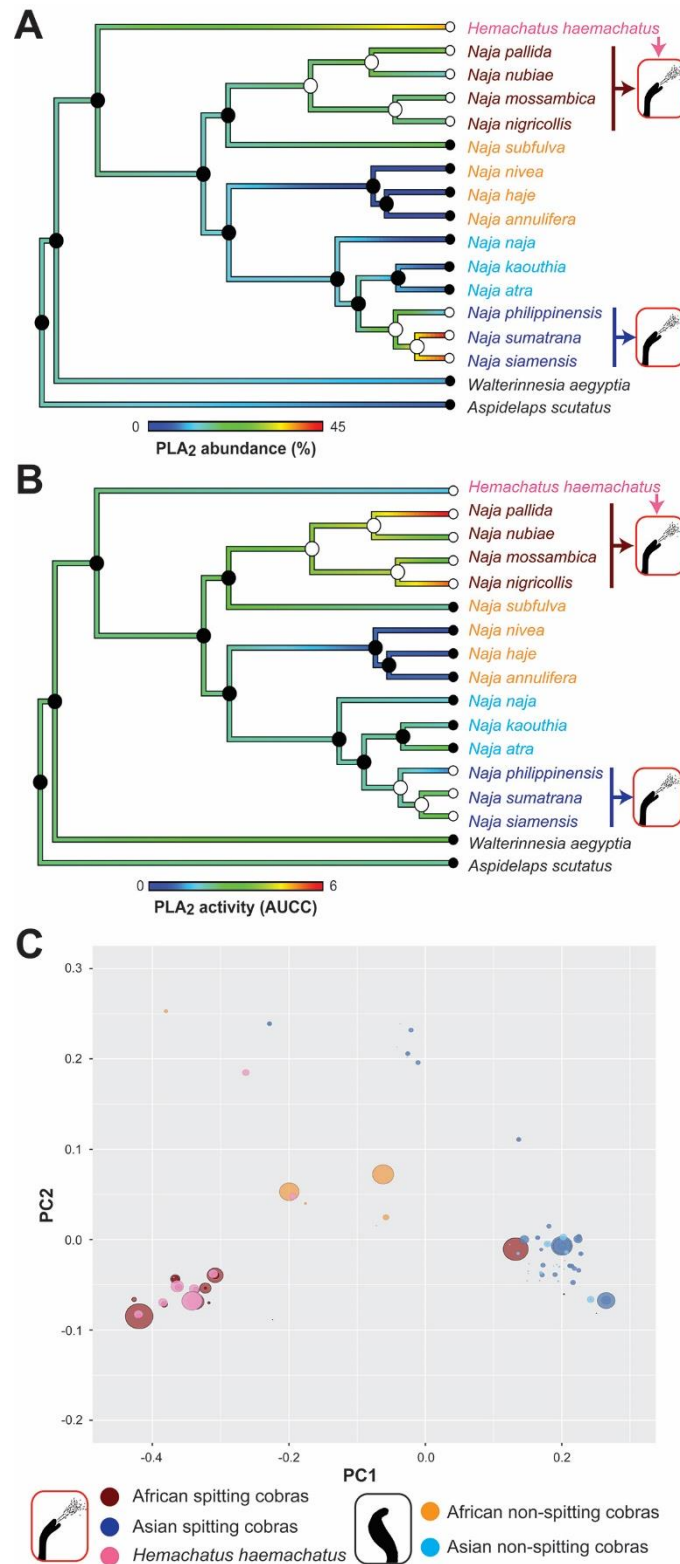 A
Hemachatus haemachatus
Naja pallida
Naja nubiae
Naja mossambica
Naja nigricollis
Naja subfulva
Naja nivea
Naja haje
Naja annulifera
Naja naja
Naja kaouthia
Naja atra
Naja philippinensis
Naja sumatrana
Naja siamensis
Walterinnesia aegyptia
Aspidelaps scutatus
0 45
PLA2 abundance (%)
B
Hemachatus haemachatus
Naja pallida
Naja nubiae
Naja mossambica
Naja nigricollis
Naja subfulva
Naja nivea
Naja haje
Naja annulifera
Naja naja
Naja kaouthia
Naja atra
Naja philippinensis
Naja sumatrana
Naja siamensis
Walterinnesia aegyptia
Aspidelaps scutatus
0 6
PLA2 activity (AUCC)
C
0.3
0.2
0.1
0.0
-0.1
-0.2
PC2
-0.4 -0.2 0.0 0.2
PC1
African spitting cobras
Asian spitting cobras
Hemachatus haemachatus
African non-spitting cobras
Asian non-spitting cobras